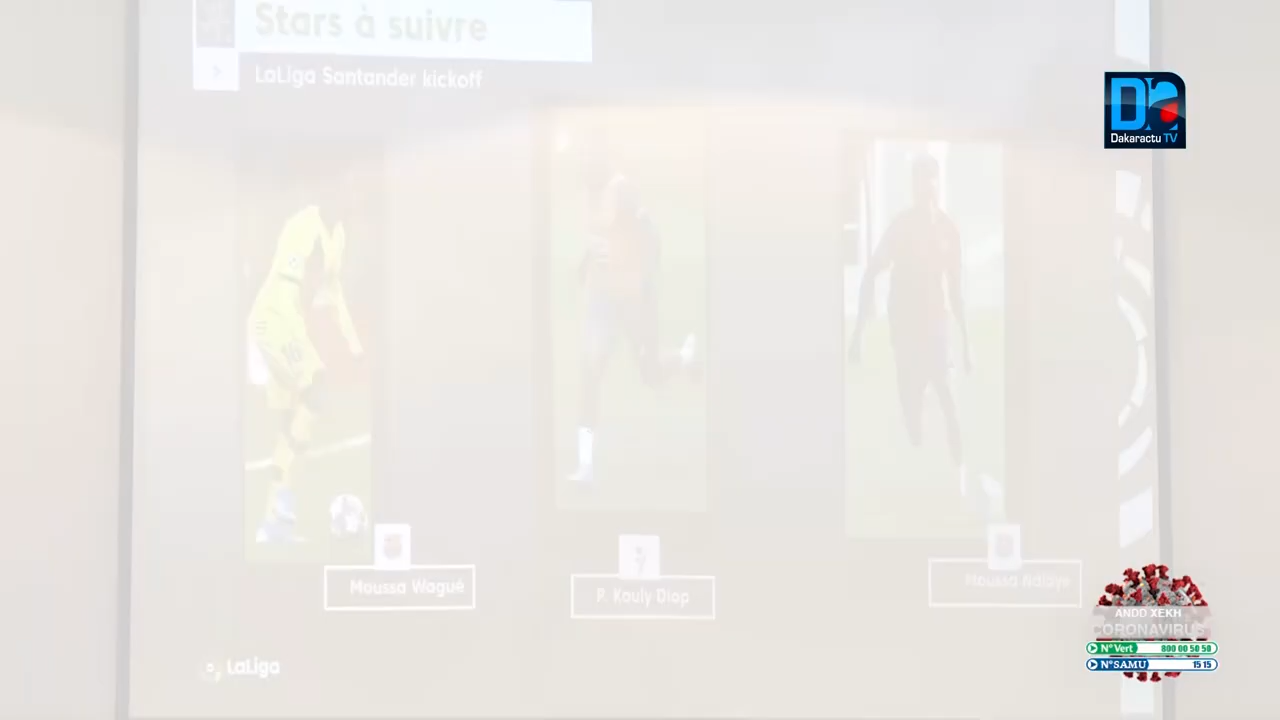 Stars à suivre
LaLiga Santander kickoff
Dakaractu TV
Moussa Wagué
P. Kouly Diop
Moussa Ndiaye
LaLiga
ANDD XEKH
CORONAVIRUS
N°Vert 800 00 50 50
N°SAMU 15 15